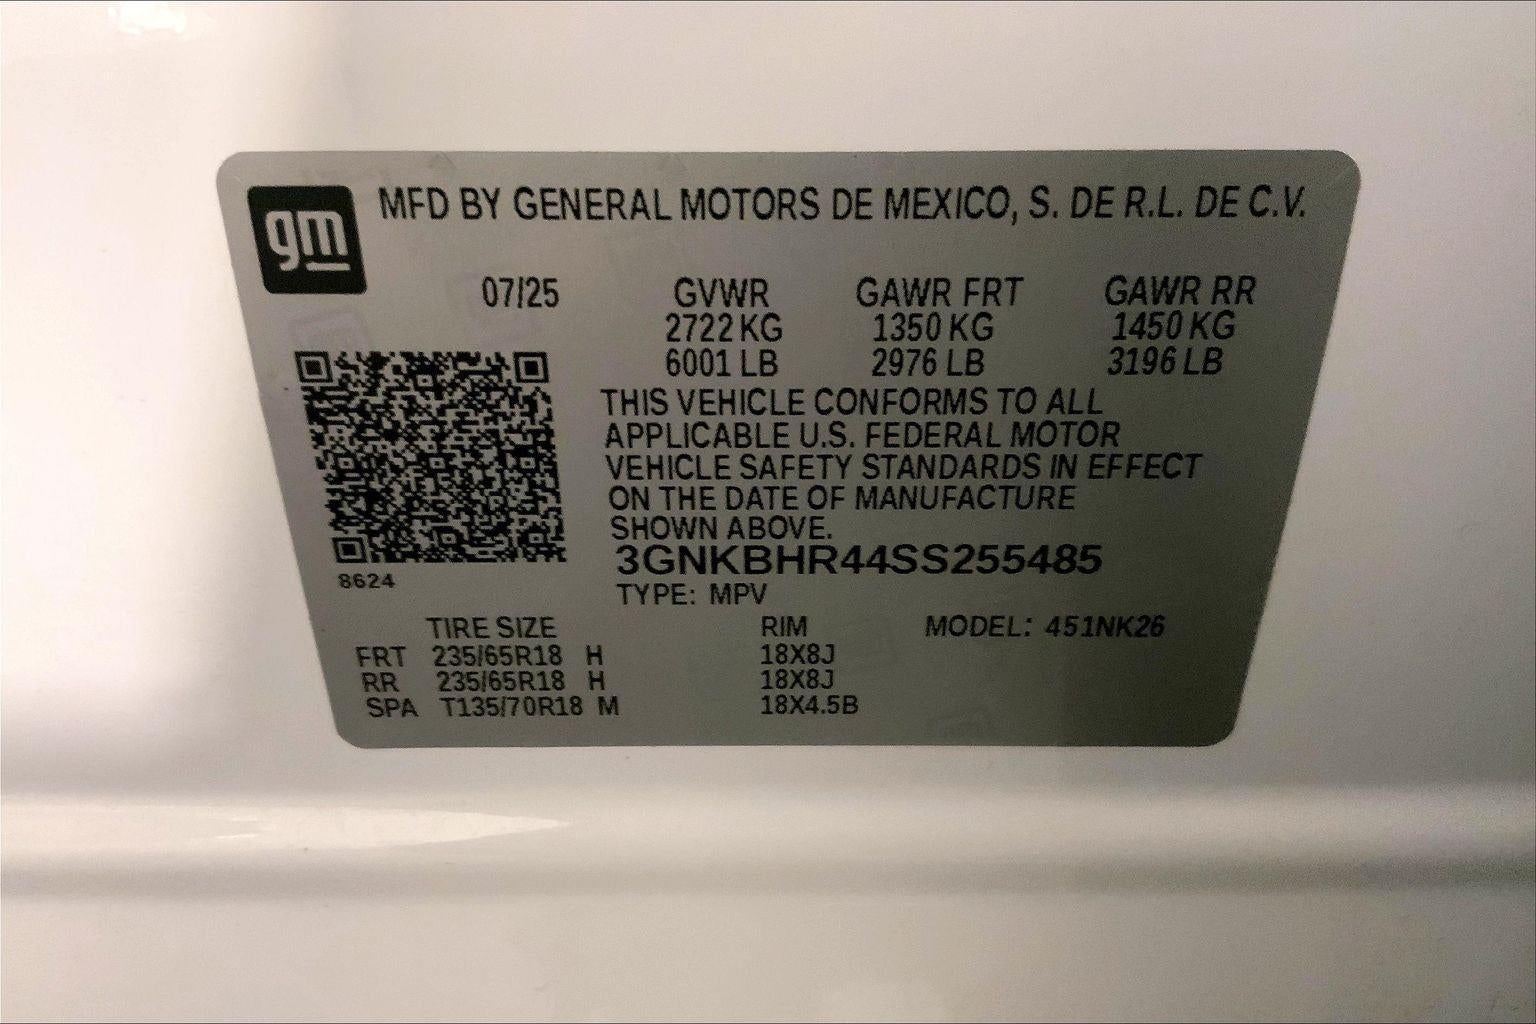 gm MFD BY GENERAL MOTORS DE MEXICO, S. DE R.L. DE C.V.
07/25 GVWR GAWR FRT GAWR RR
2722 KG 1350 KG 1450 KG
6001 LB 2976 LB 3196 LB
THIS VEHICLE CONFORMS TO ALL
APPLICABLE U.S. FEDERAL MOTOR
VEHICLE SAFETY STANDARDS IN EFFECT
ON THE DATE OF MANUFACTURE
SHOWN ABOVE.
3GNKBHR44SS255485
8624
TYPE: MPV
TIRE SIZE RIM MODEL: 451NK26
FRT 235/65R18 H 18X8J
RR 235/65R18 H 18X8J
SPA T135/70R18 M 18X4.5B